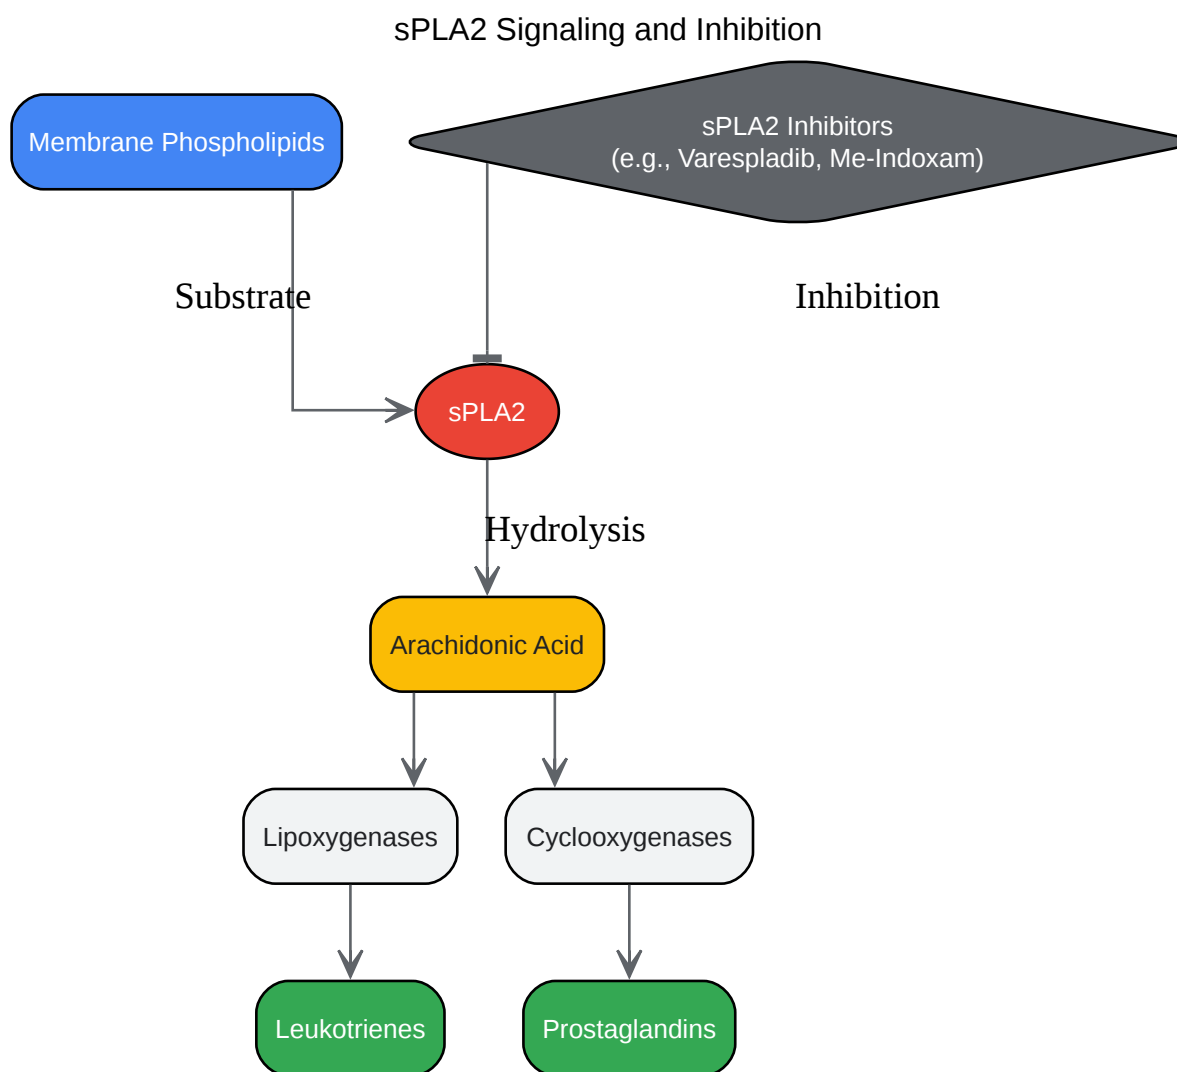 sPLA2 Signaling and Inhibition
Membrane Phospholipids
sPLA2 Inhibitors
(e.g., Varespladib, Me-Indoxam)
Substrate
Inhibition
sPLA2
Hydrolysis
Arachidonic Acid
Lipoxygenases
Cyclooxygenases
Leukotrienes
Prostaglandins